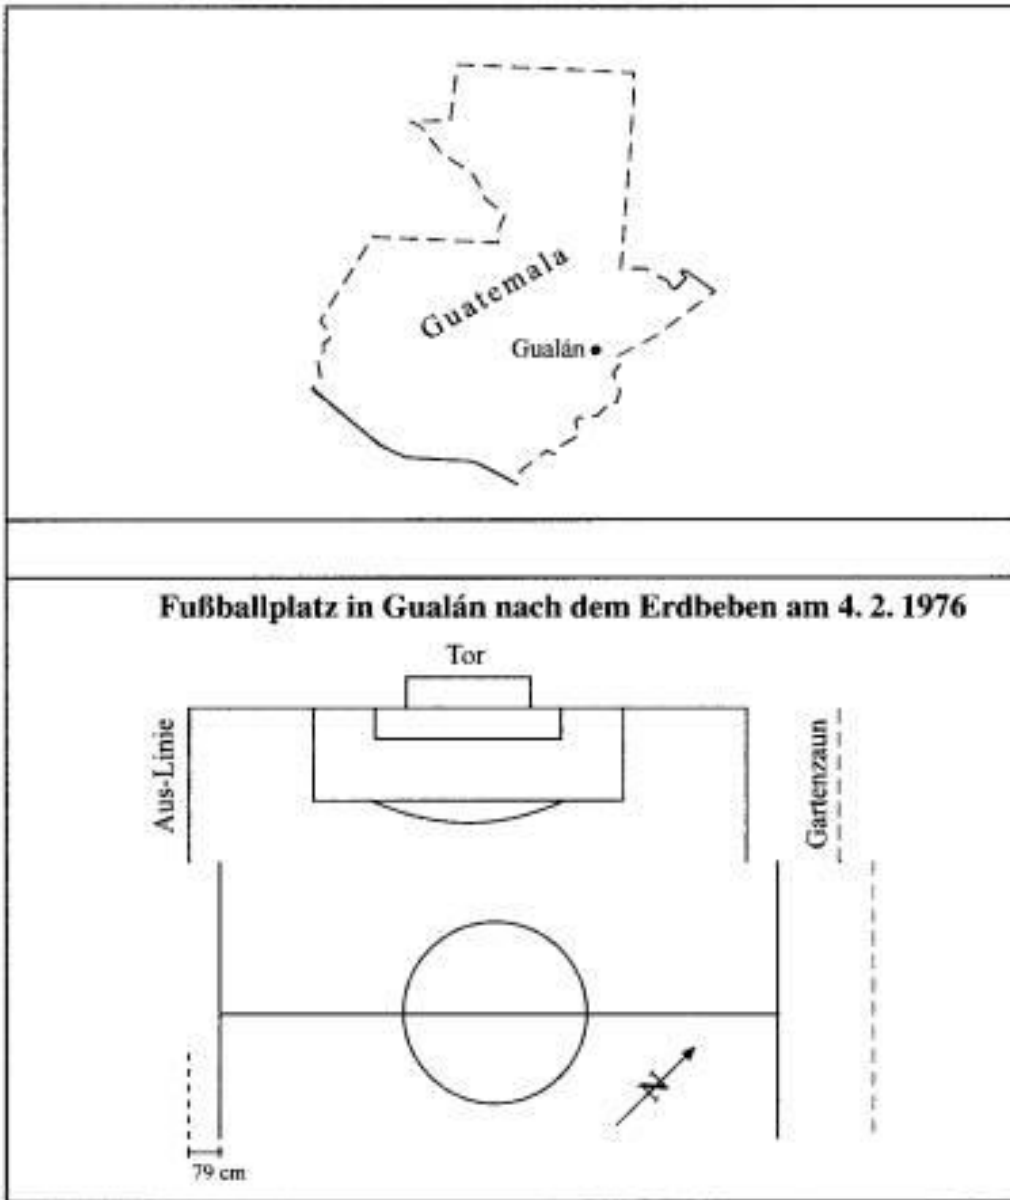 Guatemala
Gualán
Fußballplatz in Gualán nach dem Erdbeben am 4. 2. 1976
Tor
Aus-Linie
Gartenzaun
N
79 cm